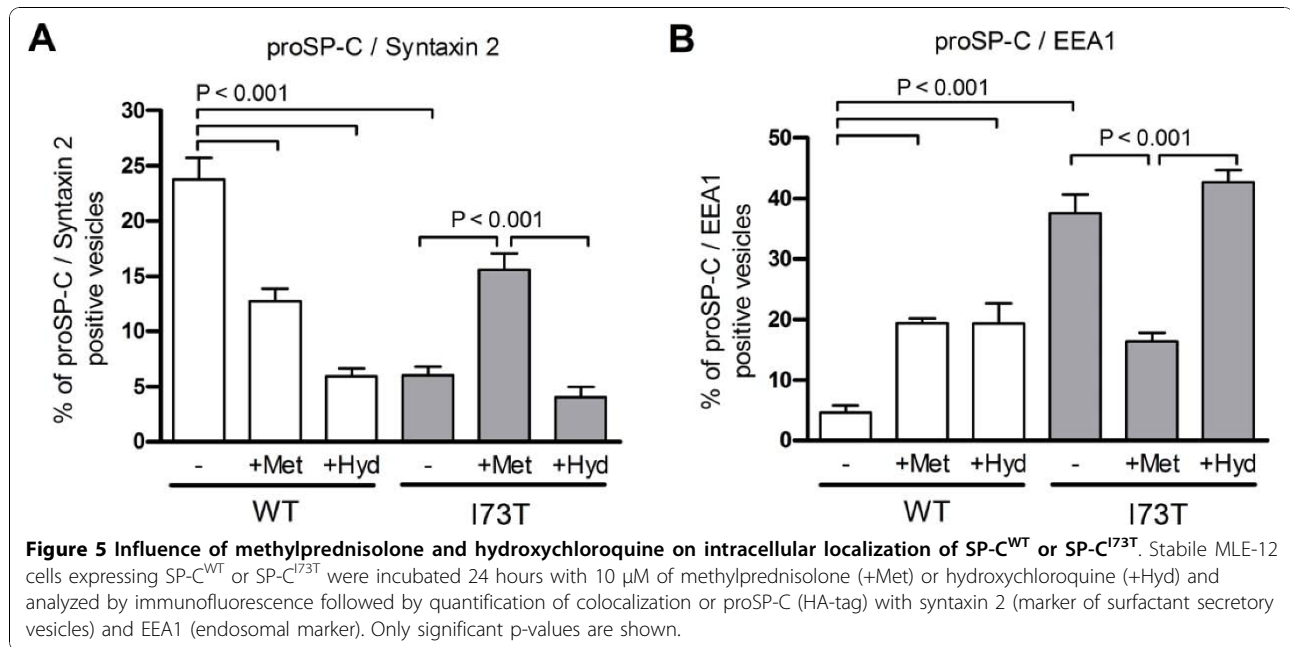 A
proSP-C / Syntaxin 2
P < 0.001
P < 0.001
% of proSP-C / Syntaxin 2
positive vesicles
30
25
20
15
10
5
0
- +Met +Hyd - +Met +Hyd
WT I73T
B
proSP-C / EEA1
P < 0.001
P < 0.001
% of proSP-C / EEA1
positive vesicles
50
40
30
20
10
0
- +Met +Hyd - +Met +Hyd
WT I73T
Figure 5 Influence of methylprednisolone and hydroxychloroquine on intracellular localization of SP-C^WT or SP-C^I73T. Stabile MLE-12
cells expressing SP-C^WT or SP-C^I73T were incubated 24 hours with 10 μM of methylprednisolone (+Met) or hydroxychloroquine (+Hyd) and
analyzed by immunofluorescence followed by quantification of colocalization or proSP-C (HA-tag) with syntaxin 2 (marker of surfactant secretory
vesicles) and EEA1 (endosomal marker). Only significant p-values are shown.